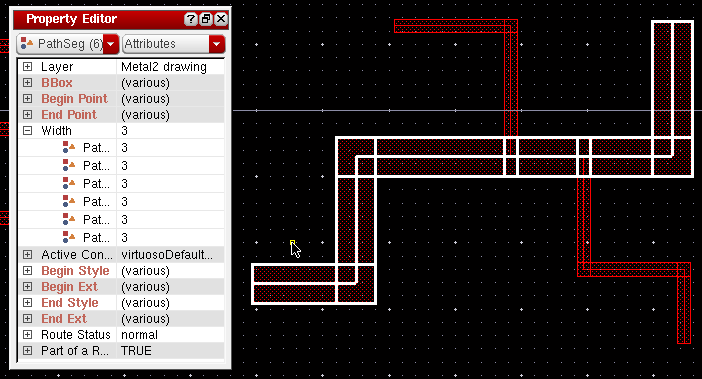 Property Editor
PathSeg (6) Attributes
Layer Metal2 drawing
BBox (various)
Begin Point (various)
End Point (various)
Width 3
Pat... 3
Pat... 3
Pat... 3
Pat... 3
Pat... 3
Pat... 3
Active Con... virtuosoDefault...
Begin Style (various)
Begin Ext (various)
End Style (various)
End Ext (various)
Route Status normal
Part of a R... TRUE